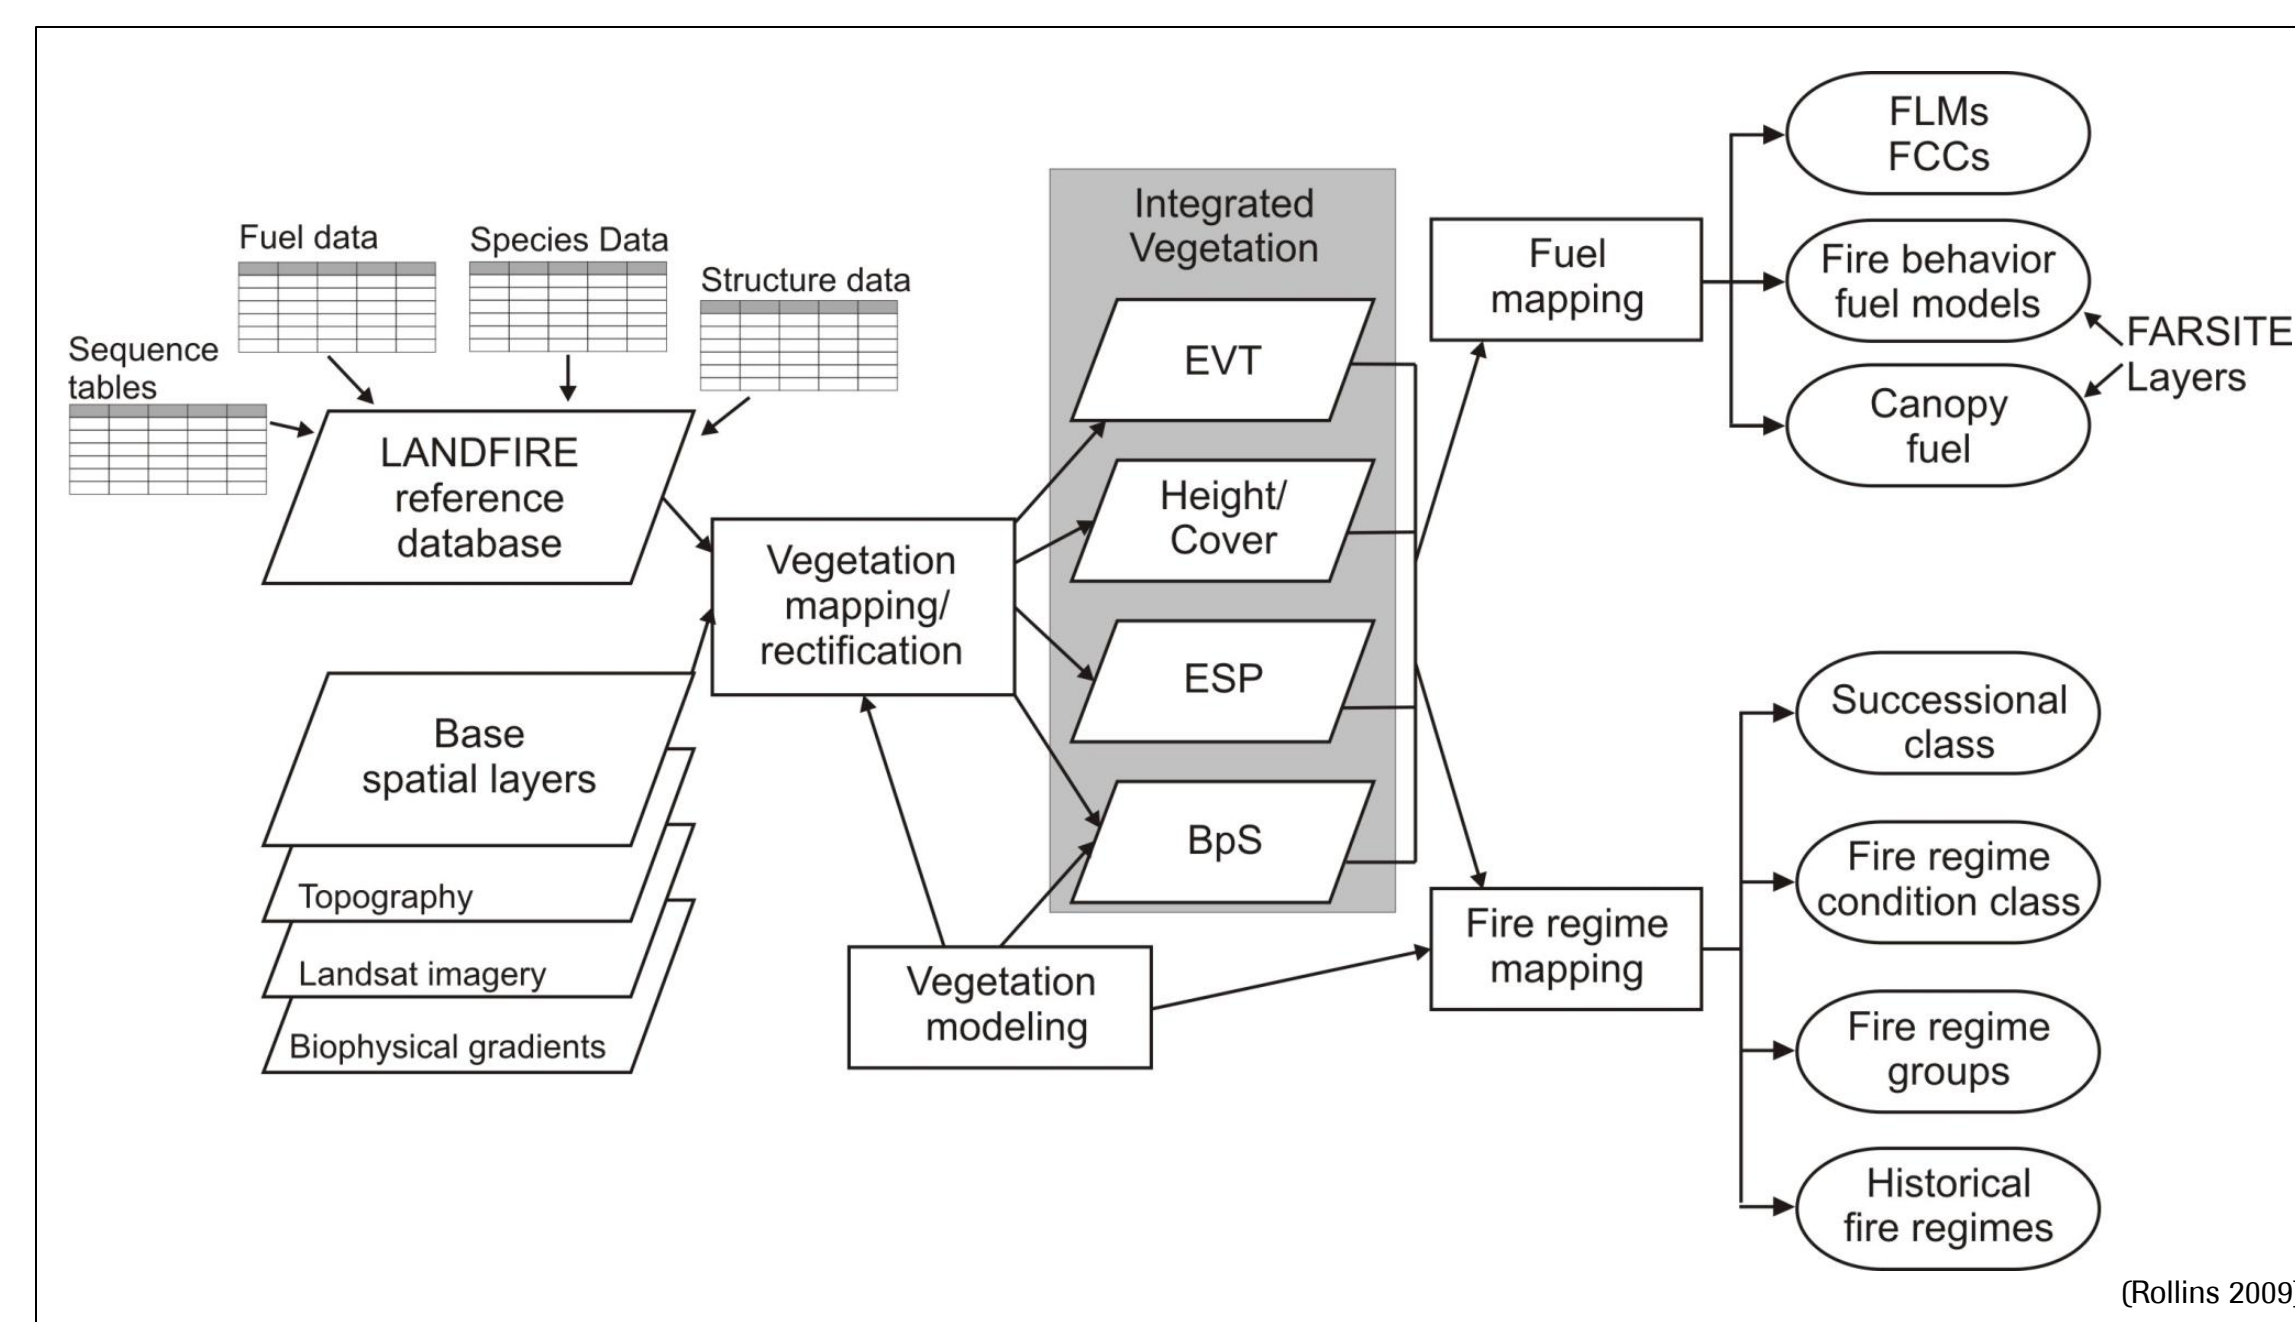 Fuel data
Species Data
Structure data
Sequence
tables
LANDFIRE
reference
database
Base
spatial layers
Topography
Landsat imagery
Biophysical gradients
Vegetation
mapping/
rectification
Vegetation
modeling
Integrated
Vegetation
EVT
Height/
Cover
ESP
BpS
Fuel
mapping
Fire regime
mapping
FLMs
FCCs
Fire behavior
fuel models
Canopy
fuel
FARSITE
Layers
Successional
class
Fire regime
condition class
Fire regime
groups
Historical
fire regimes
(Rollins 2009)